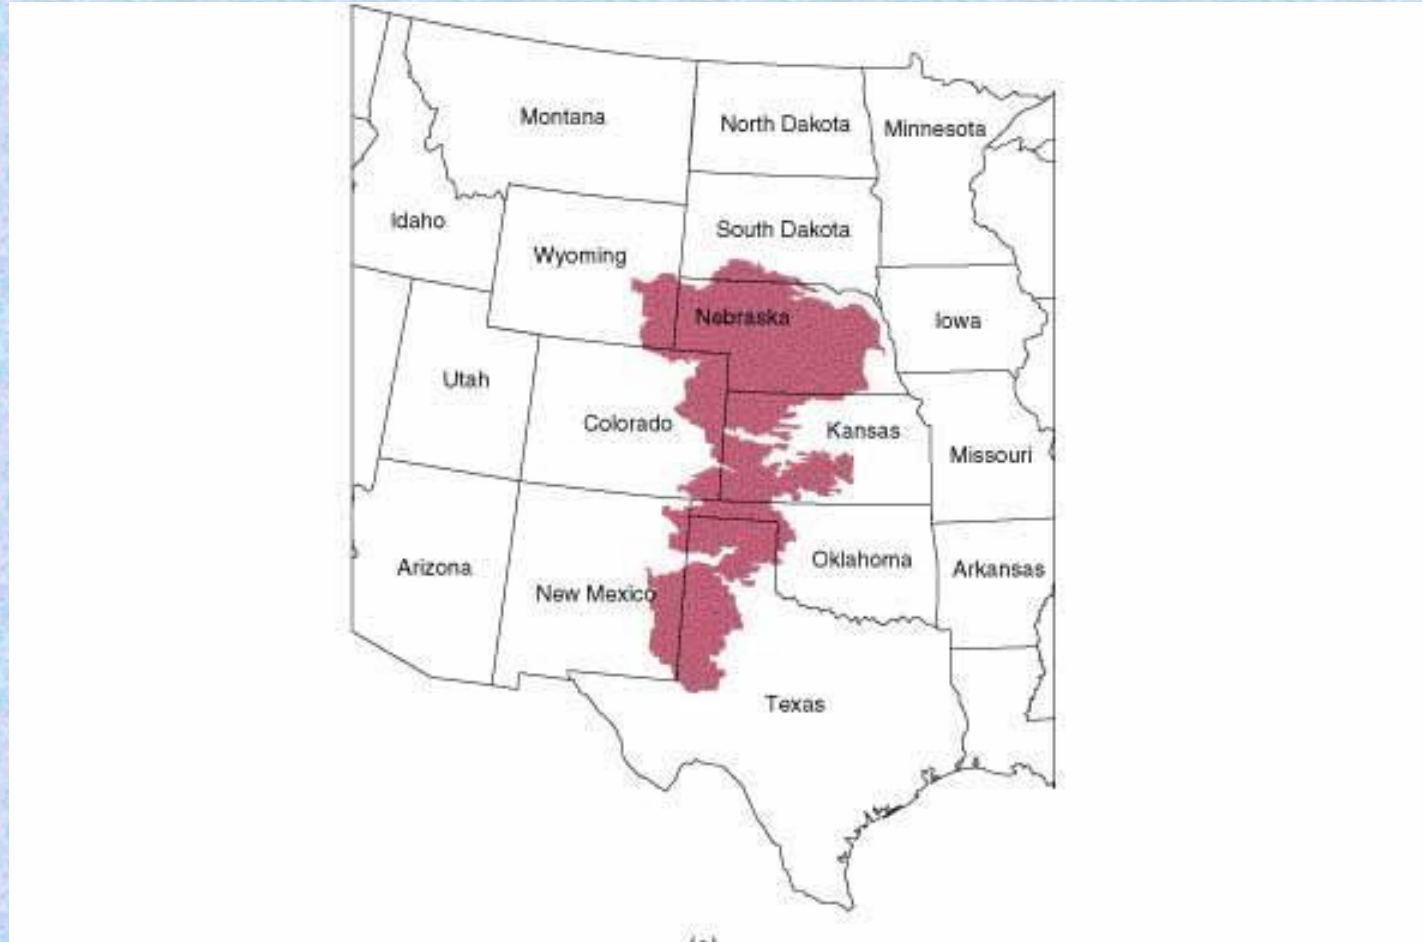 Montana
North Dakota
Minnesota
Idaho
South Dakota
Wyoming
Nebraska
Iowa
Utah
Colorado
Kansas
Missouri
Arizona
New Mexico
Oklahoma
Arkansas
Texas